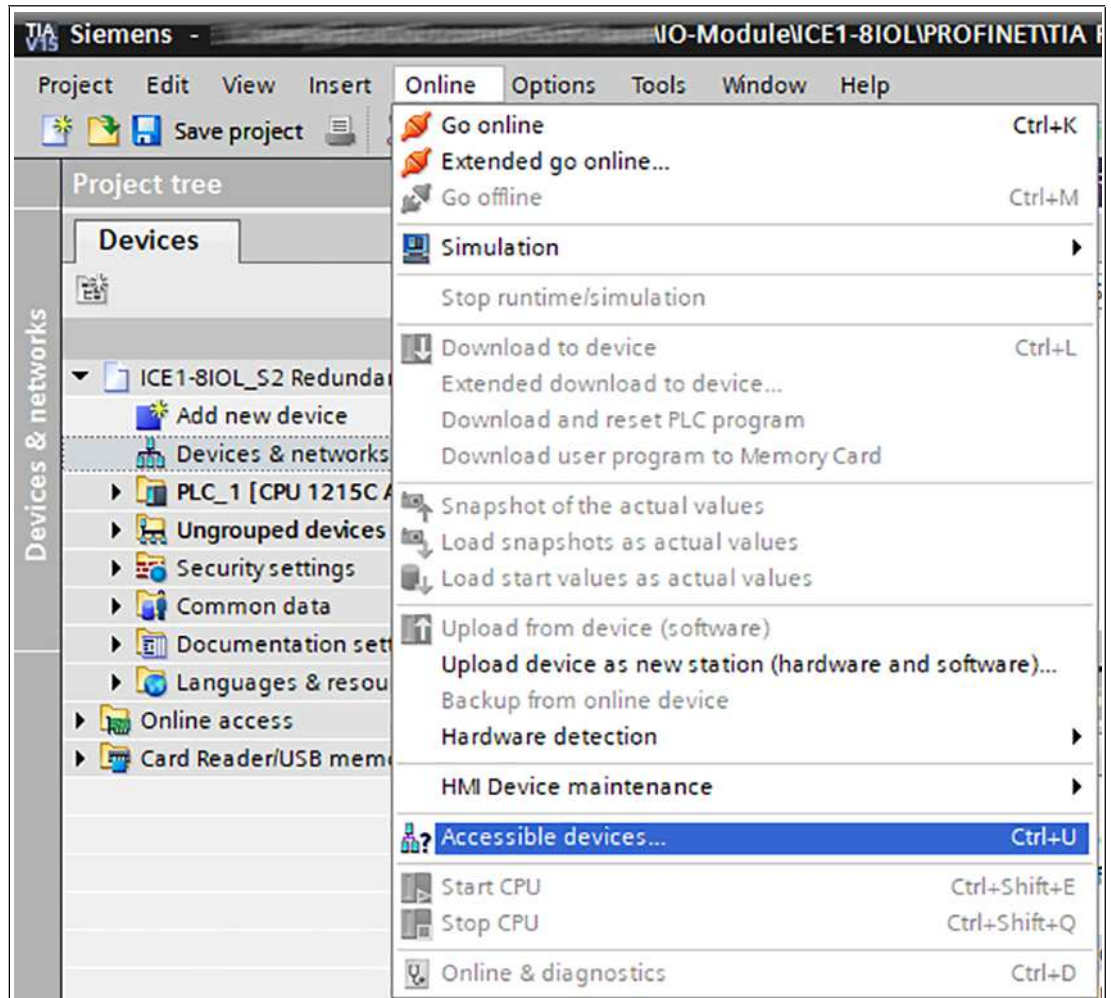 TIA V15 Siemens - \IO-Module\ICE1-8IOL\PROFINET\TIA
Project Edit View Insert Online Options Tools Window Help
Save project
Go online Ctrl+K
Extended go online...
Go offline Ctrl+M
Simulation
Stop runtime/simulation
Download to device Ctrl+L
Extended download to device...
Download and reset PLC program
Download user program to Memory Card
Snapshot of the actual values
Load snapshots as actual values
Load start values as actual values
Upload from device (software)
Upload device as new station (hardware and software)...
Backup from online device
Hardware detection
HMI Device maintenance
Accessible devices... Ctrl+U
Start CPU Ctrl+Shift+E
Stop CPU Ctrl+Shift+Q
Online & diagnostics Ctrl+D
Project tree
Devices
Devices & networks
ICE1-8IOL_S2 Redunda
Add new device
Devices & networks
PLC_1 [CPU 1215C
Ungrouped devices
Security settings
Common data
Documentation sett
Languages & resou
Online access
Card Reader/USB mem